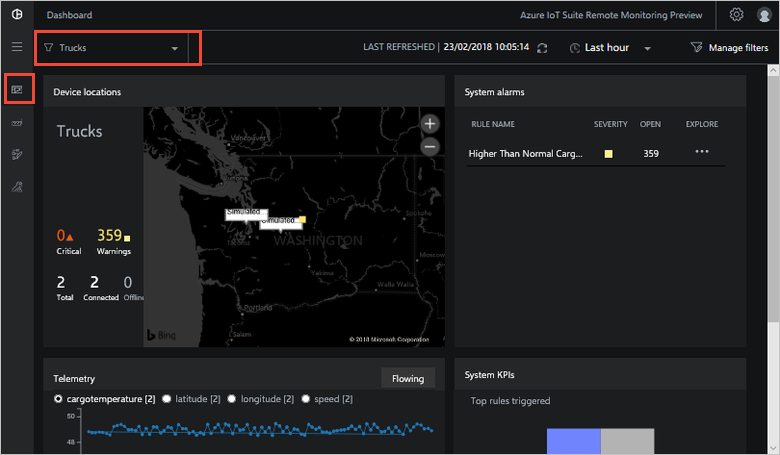 Dashboard
Azure IoT Suite Remote Monitoring Preview
Trucks
LAST REFRESHED | 23/02/2018 10:05:14
Last hour
Manage filters
Device locations
Trucks
0
359
Critical
Warnings
2
2
0
Total
Connected
Offline
Vancouver
Simulated...
Simulated...
WASHINGTON
Yakima
Walla Walla
Moscow
Portland
Salem
Bing
© 2018 Microsoft Corporation
System alarms
RULE NAME
SEVERITY
OPEN
EXPLORE
Higher Than Normal Carg...
359
...
Telemetry
Flowing
cargotemperature [2]
latitude [2]
longitude [2]
speed [2]
50
48
System KPIs
Top rules triggered